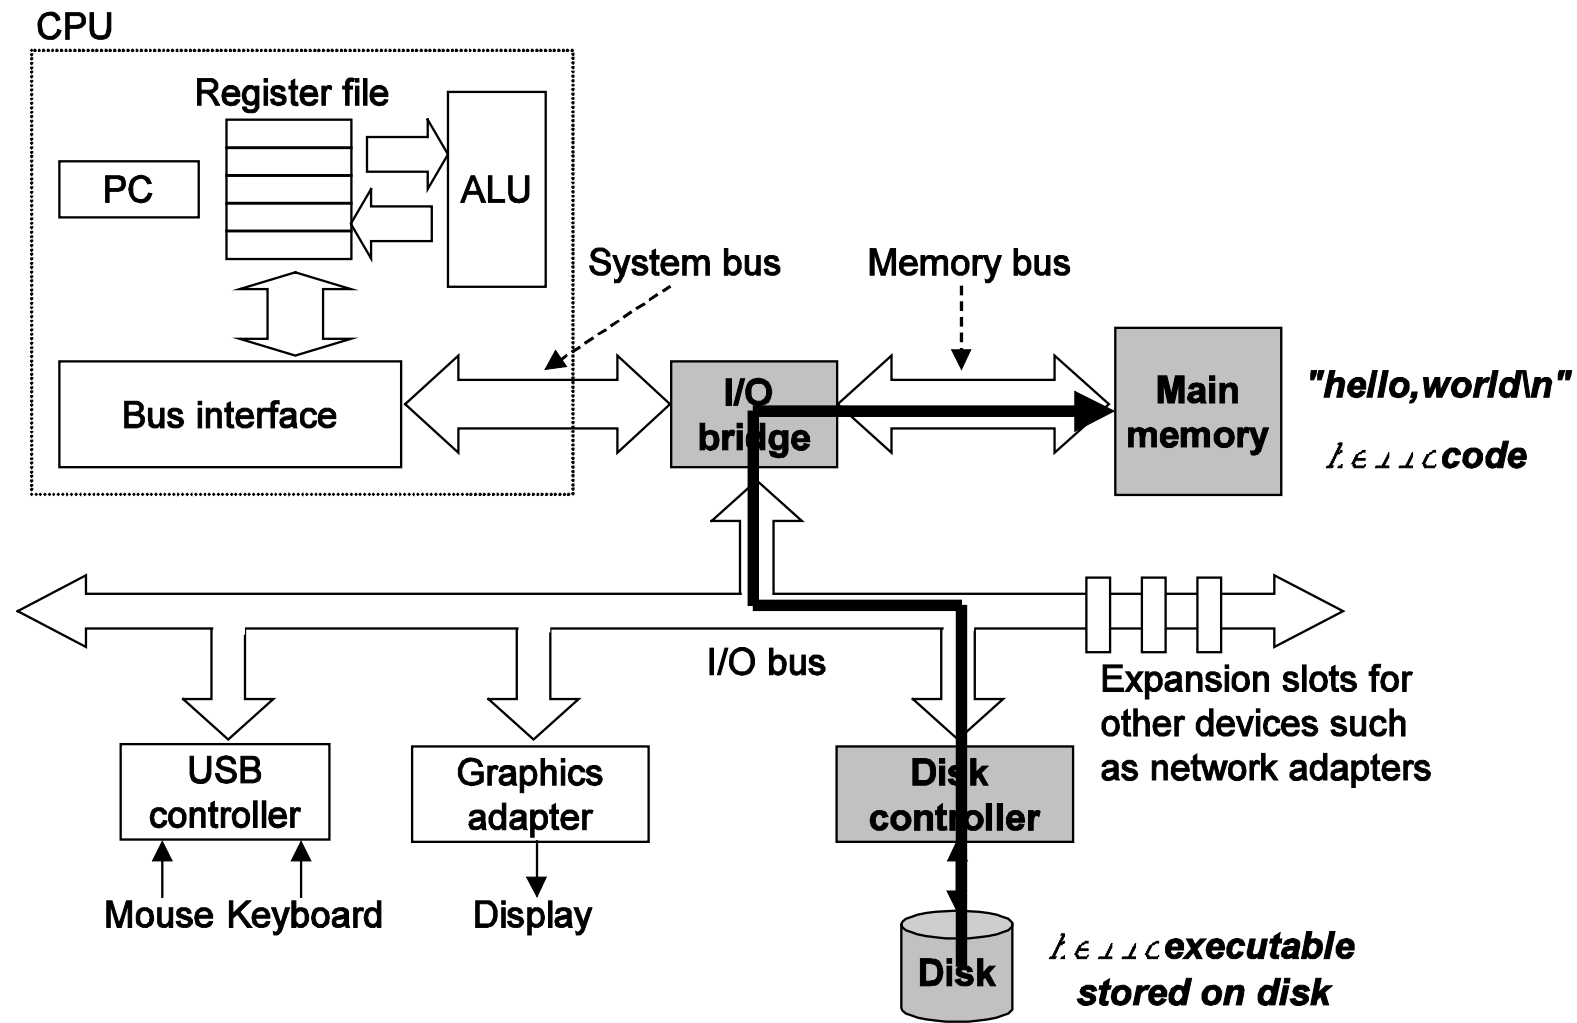 CPU
Register file
PC
ALU
System bus
Memory bus
Bus interface
I/O
bridge
Main
memory
"hello,world\n"
code
I/O bus
Expansion slots for
other devices such
as network adapters
USB
controller
Graphics
adapter
Disk
controller
Mouse Keyboard
Display
Disk
executable
stored on disk